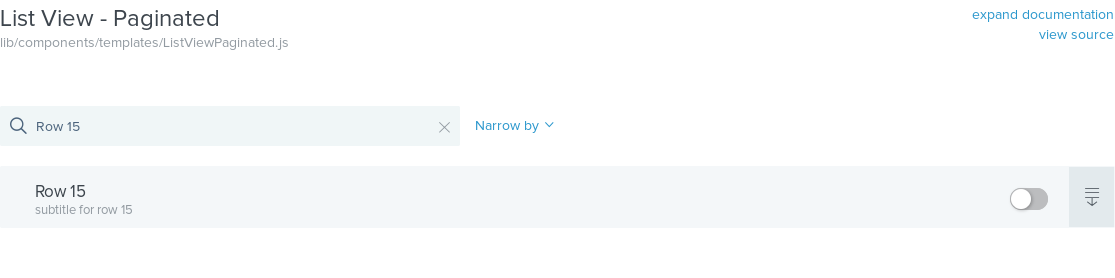 List View - Paginated
expand documentation
lib/components/templates/ListViewPaginated.js
view source
Row 15
Narrow by
Row 15
subtitle for row 15